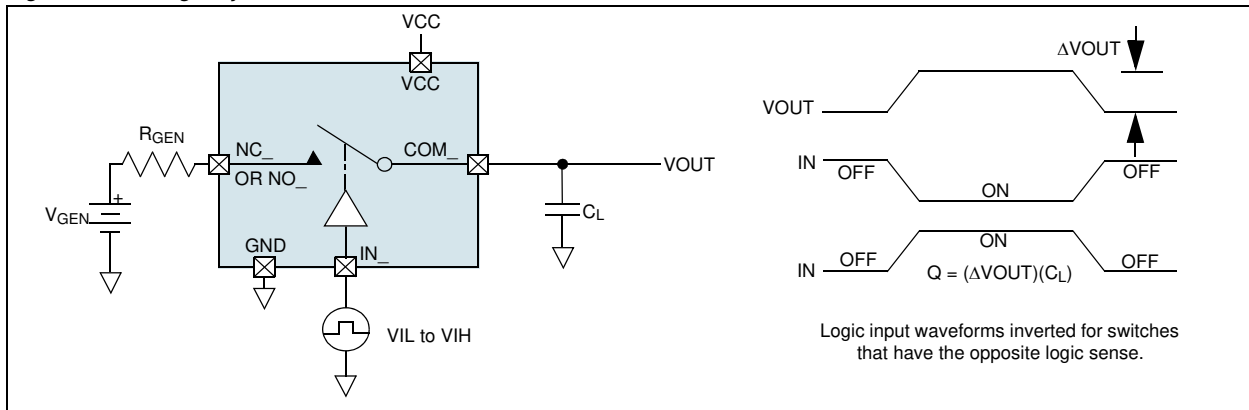 VCC
VCC
RGEN
NC_
OR NO_
COM_
VOUT
VGEN
+
CL
GND
IN_
VIL to VIH
ΔVOUT
VOUT
IN
OFF
ON
OFF
IN
OFF
ON
OFF
Q = (ΔVOUT)(CL)
Logic input waveforms inverted for switches
that have the opposite logic sense.